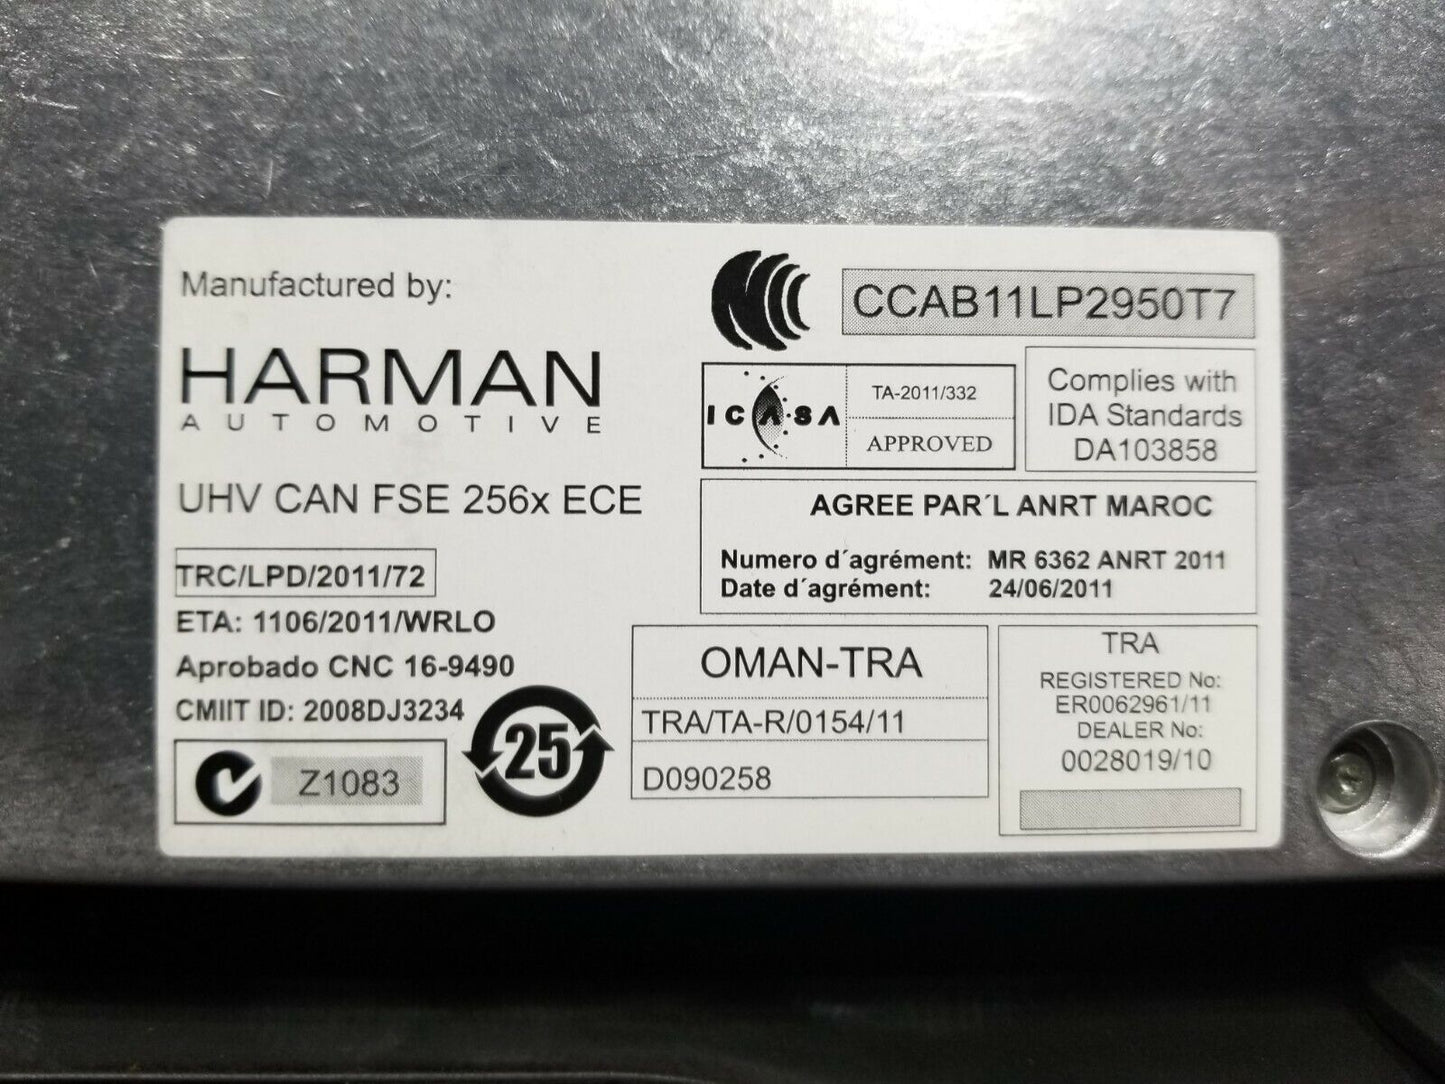 Manufactured by:
HARMAN
AUTOMOTIVE
UHV CAN FSE 256x ECE
TRC/LPD/2011/72
ETA: 1106/2011/WRLO
Aprobado CNC 16-9490
CMIIT ID: 2008DJ3234
Z1083
25
CCAB11LP2950T7
ICASA
TA-2011/332
APPROVED
Complies with
IDA Standards
DA103858
AGREE PAR´L ANRT MAROC
Numero d´agrément: MR 6362 ANRT 2011
Date d´agrément: 24/06/2011
OMAN-TRA
TRA/TA-R/0154/11
D090258
TRA
REGISTERED No:
ER0062961/11
DEALER No:
0028019/10